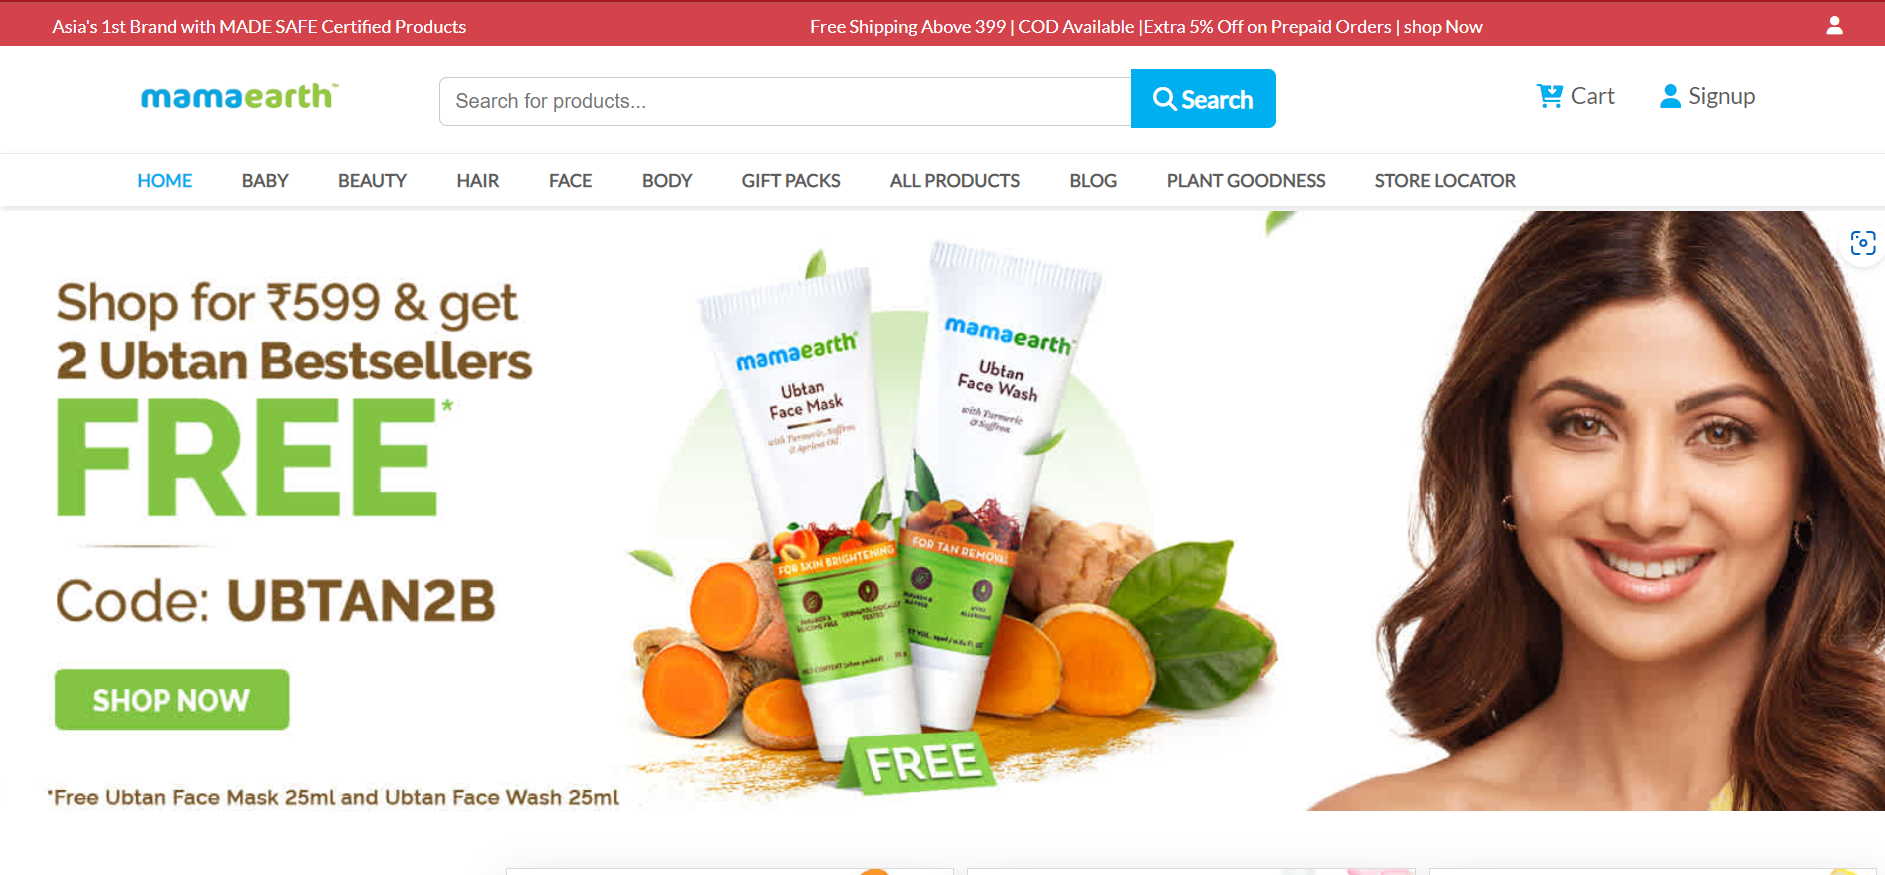 Asia's 1st Brand with MADE SAFE Certified Products
Free Shipping Above 399 | COD Available |Extra 5% Off on Prepaid Orders | shop Now
mamaearth™
Search for products...
Search
Cart
Signup
HOME
BABY
BEAUTY
HAIR
FACE
BODY
GIFT PACKS
ALL PRODUCTS
BLOG
PLANT GOODNESS
STORE LOCATOR
Shop for ₹599 & get
2 Ubtan Bestsellers
FREE*
Code: UBTAN2B
SHOP NOW
*Free Ubtan Face Mask 25ml and Ubtan Face Wash 25ml
mamaearth
Ubtan
Face Mask
with Turmeric, Saffron
& Apricot Oil
FOR SKIN BRIGHTENING
DERMATOLOGICALLY
TESTED
mamaearth
Ubtan
Face Wash
with Turmeric
& Saffron
FOR TAN REMOVAL
FREE